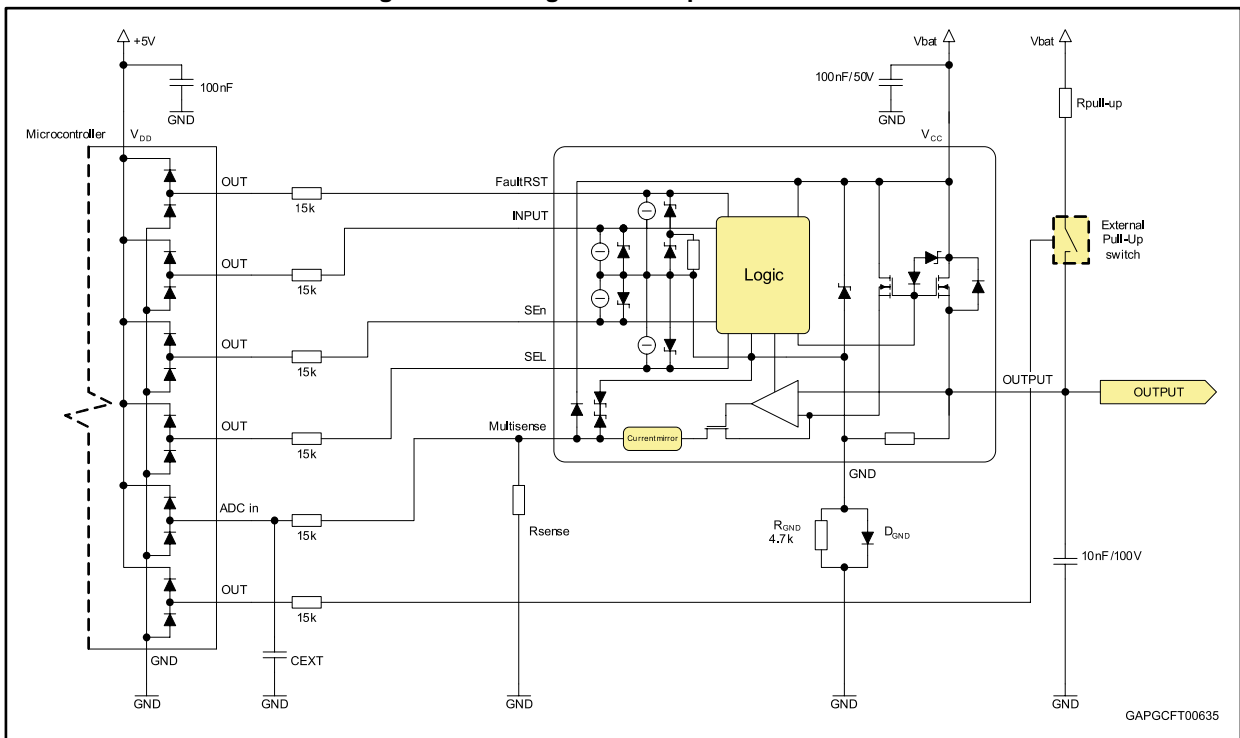 +5V
Vbat
Vbat
100nF
100nF/50V
Rpull-up
GND
GND
Microcontroller
VDD
VCC
OUT
15k
FaultRST
INPUT
OUT
15k
Logic
External
Pull-Up
switch
SEn
OUT
15k
SEL
OUTPUT
OUTPUT
OUT
15k
Multisense
Current mirror
GND
ADC in
15k
Rsense
RGND
4.7k
DGND
10nF/100V
OUT
15k
GND
CEXT
GND
GND
GND
GND
GND
GAPGCFT00635